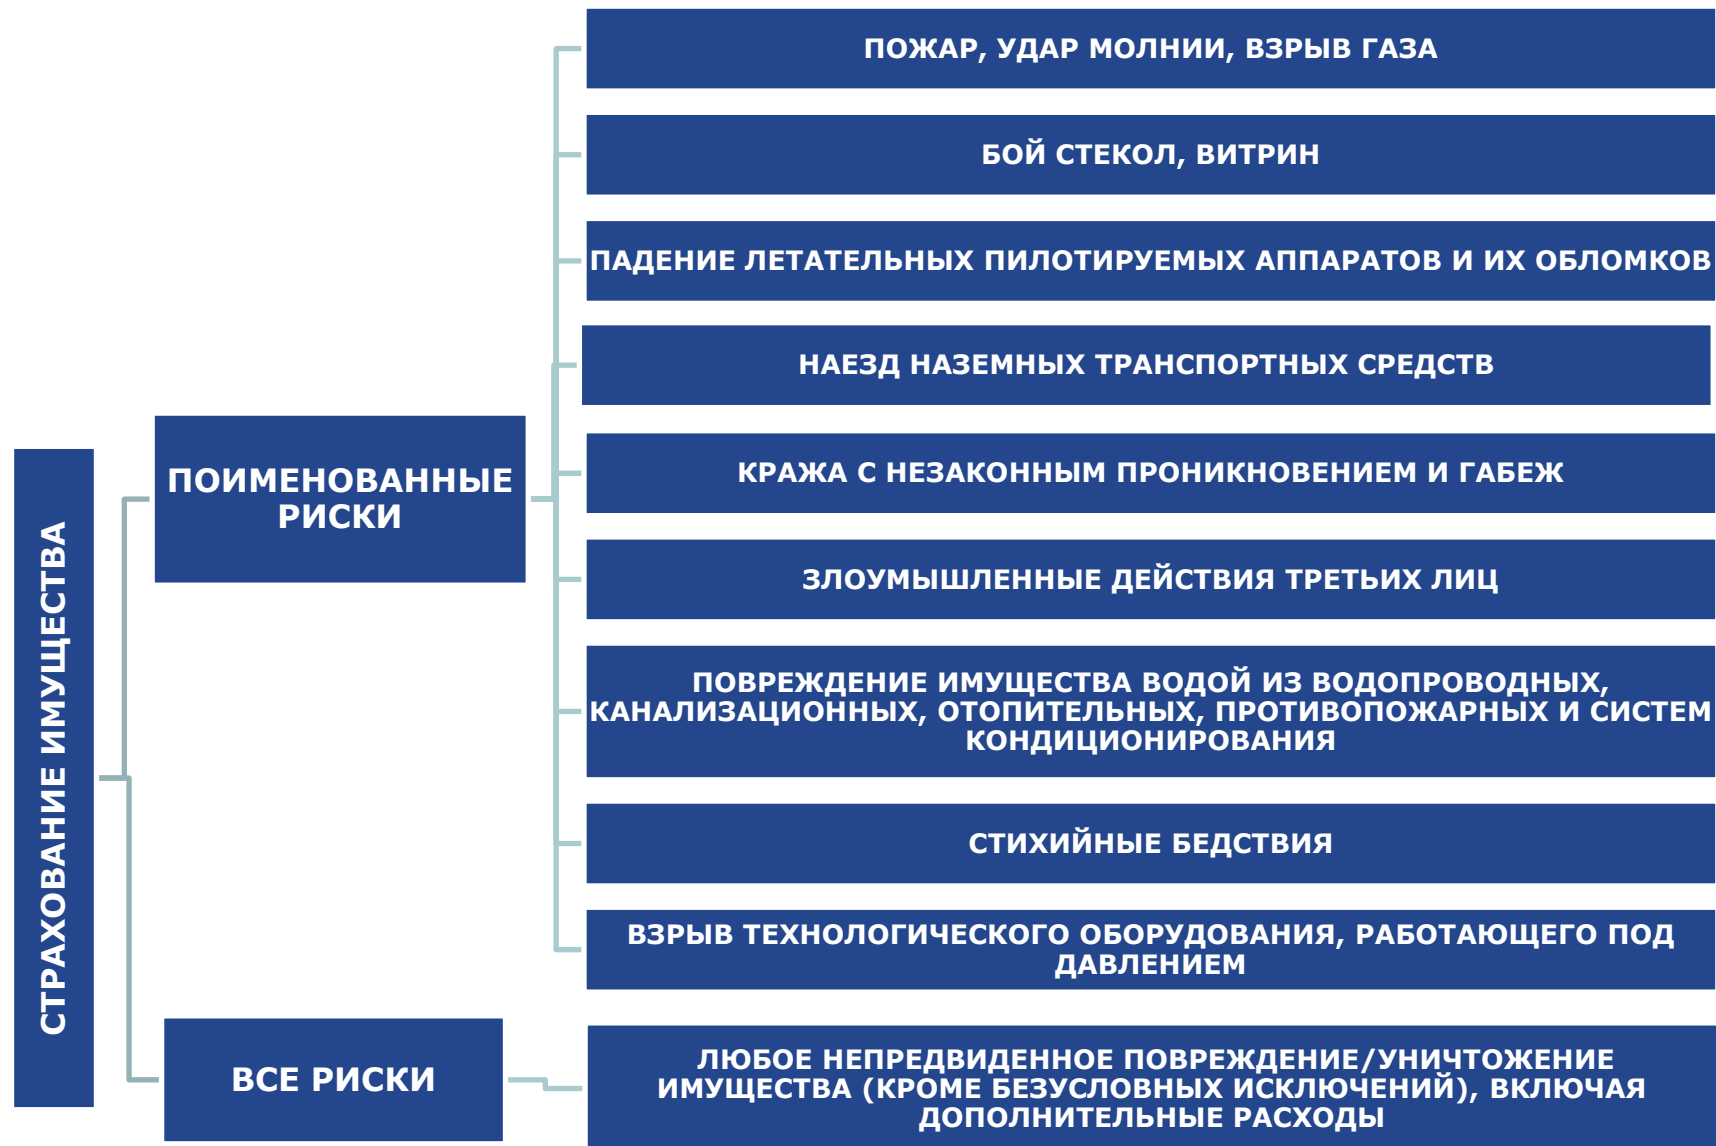 СТРАХОВАНИЕ ИМУЩЕСТВА
ПОИМЕНОВАННЫЕ
РИСКИ
ПОЖАР, УДАР МОЛНИИ, ВЗРЫВ ГАЗА
БОЙ СТЕКОЛ, ВИТРИН
ПАДЕНИЕ ЛЕТАТЕЛЬНЫХ ПИЛОТИРУЕМЫХ АППАРАТОВ И ИХ ОБЛОМКОВ
НАЕЗД НАЗЕМНЫХ ТРАНСПОРТНЫХ СРЕДСТВ
КРАЖА С НЕЗАКОННЫМ ПРОНИКНОВЕНИЕМ И ГАБЕЖ
ЗЛОУМЫШЛЕННЫЕ ДЕЙСТВИЯ ТРЕТЬИХ ЛИЦ
ПОВРЕЖДЕНИЕ ИМУЩЕСТВА ВОДОЙ ИЗ ВОДОПРОВОДНЫХ,
КАНАЛИЗАЦИОННЫХ, ОТОПИТЕЛЬНЫХ, ПРОТИВОПОЖАРНЫХ И СИСТЕМ
КОНДИЦИОНИРОВАНИЯ
СТИХИЙНЫЕ БЕДСТВИЯ
ВЗРЫВ ТЕХНОЛОГИЧЕСКОГО ОБОРУДОВАНИЯ, РАБОТАЮЩЕГО ПОД
ДАВЛЕНИЕМ
ВСЕ РИСКИ
ЛЮБОЕ НЕПРЕДВИДЕННОЕ ПОВРЕЖДЕНИЕ/УНИЧТОЖЕНИЕ
ИМУЩЕСТВА (КРОМЕ БЕЗУСЛОВНЫХ ИСКЛЮЧЕНИЙ), ВКЛЮЧАЯ
ДОПОЛНИТЕЛЬНЫЕ РАСХОДЫ